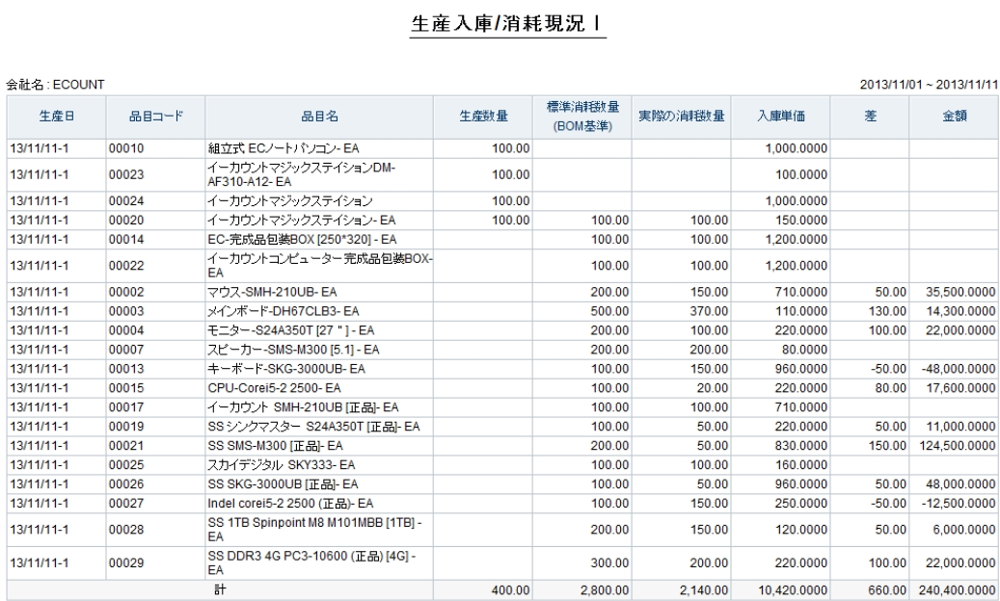 生産入庫/消耗現況Ⅰ
会社名 : ECOUNT 2013/11/01 ~ 2013/11/11
生産日 品目コード 品目名 生産数量 標準消耗数量 (BOM基準) 実際の消耗数量 入庫単価 差 金額
13/11/11-1 00010 組立式 ECノートパソコン- EA 100.00 1,000.0000
13/11/11-1 00023 イーカウントマジックステイションDM-
AF310-A12- EA 100.00 100.0000
13/11/11-1 00024 イーカウントマジックステイション 100.00 1,000.0000
13/11/11-1 00020 イーカウントマジックステイション- EA 100.00 100.00 100.00 150.0000
13/11/11-1 00014 EC-完成品包装BOX [250*320] - EA 100.00 100.00 1,200.0000
13/11/11-1 00022 イーカウントコンピューター完成品包装BOX-
EA 100.00 100.00 1,200.0000
13/11/11-1 00002 マウス-SMH-210UB- EA 200.00 150.00 710.0000 50.00 35,500.0000
13/11/11-1 00003 メインボード-DH67CLB3- EA 500.00 370.00 110.0000 130.00 14,300.0000
13/11/11-1 00004 モニター-S24A350T [27 " ] - EA 200.00 100.00 220.0000 100.00 22,000.0000
13/11/11-1 00007 スピーカー-SMS-M300 [5.1] - EA 200.00 200.00 80.0000
13/11/11-1 00013 キーボード-SKG-3000UB- EA 100.00 150.00 960.0000 -50.00 -48,000.0000
13/11/11-1 00015 CPU-Corei5-2 2500- EA 100.00 20.00 220.0000 80.00 17,600.0000
13/11/11-1 00017 イーカウント SMH-210UB [正品]- EA 100.00 100.00 710.0000
13/11/11-1 00019 SSシンクマスター S24A350T [正品]- EA 100.00 50.00 220.0000 50.00 11,000.0000
13/11/11-1 00021 SS SMS-M300 [正品]- EA 200.00 50.00 830.0000 150.00 124,500.0000
13/11/11-1 00025 スカイデジタル SKY333- EA 100.00 100.00 160.0000
13/11/11-1 00026 SS SKG-3000UB [正品]- EA 100.00 50.00 960.0000 50.00 48,000.0000
13/11/11-1 00027 Indel corei5-2 2500 (正品)- EA 100.00 150.00 250.0000 -50.00 -12,500.0000
13/11/11-1 00028 SS 1TB Spinpoint M8 M101MBB [1TB] -
EA 200.00 150.00 120.0000 50.00 6,000.0000
13/11/11-1 00029 SS DDR3 4G PC3-10600 (正品) [4G] -
EA 300.00 200.00 220.0000 100.00 22,000.0000
計 400.00 2,800.00 2,140.00 10,420.0000 660.00 240,400.0000